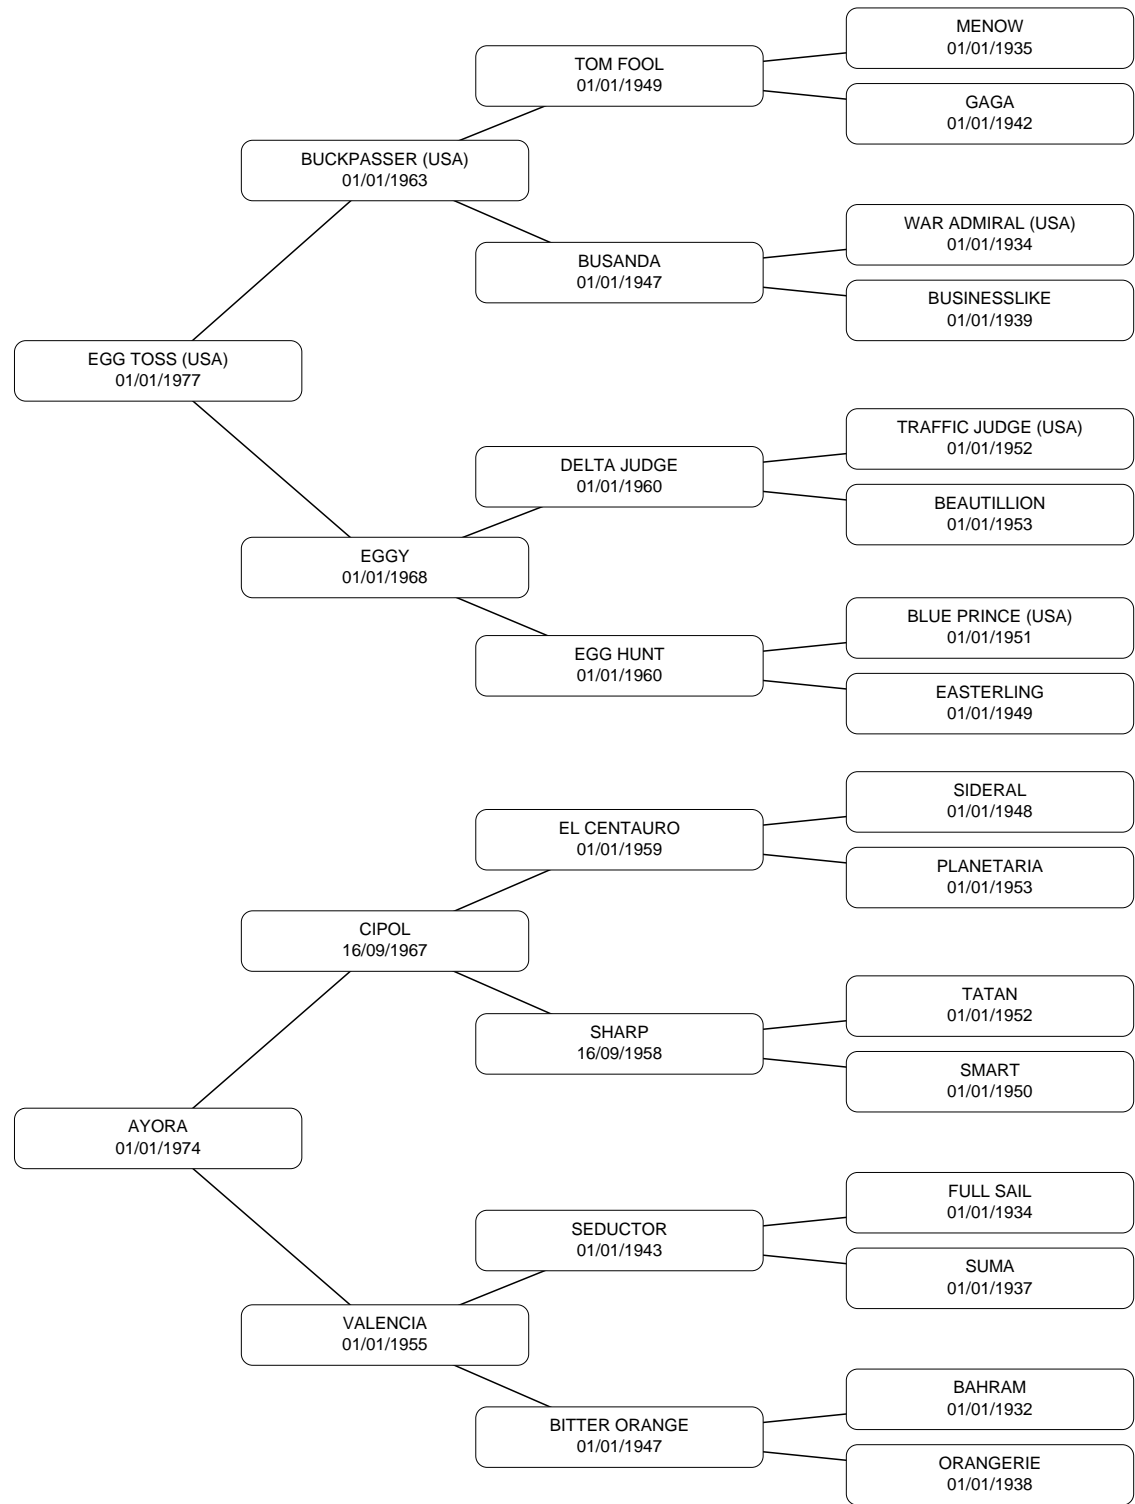 MENOW
01/01/1935
TOM FOOL
01/01/1949
GAGA
01/01/1942
BUCKPASSER (USA)
01/01/1963
WAR ADMIRAL (USA)
01/01/1934
BUSANDA
01/01/1947
BUSINESSLIKE
01/01/1939
EGG TOSS (USA)
01/01/1977
TRAFFIC JUDGE (USA)
01/01/1952
DELTA JUDGE
01/01/1960
BEAUTILLION
01/01/1953
EGGY
01/01/1968
BLUE PRINCE (USA)
01/01/1951
EGG HUNT
01/01/1960
EASTERLING
01/01/1949
SIDERAL
01/01/1948
EL CENTAURO
01/01/1959
PLANETARIA
01/01/1953
CIPOL
16/09/1967
TATAN
01/01/1952
SHARP
16/09/1958
SMART
01/01/1950
AYORA
01/01/1974
FULL SAIL
01/01/1934
SEDUCTOR
01/01/1943
SUMA
01/01/1937
VALENCIA
01/01/1955
BAHRAM
01/01/1932
BITTER ORANGE
01/01/1947
ORANGERIE
01/01/1938